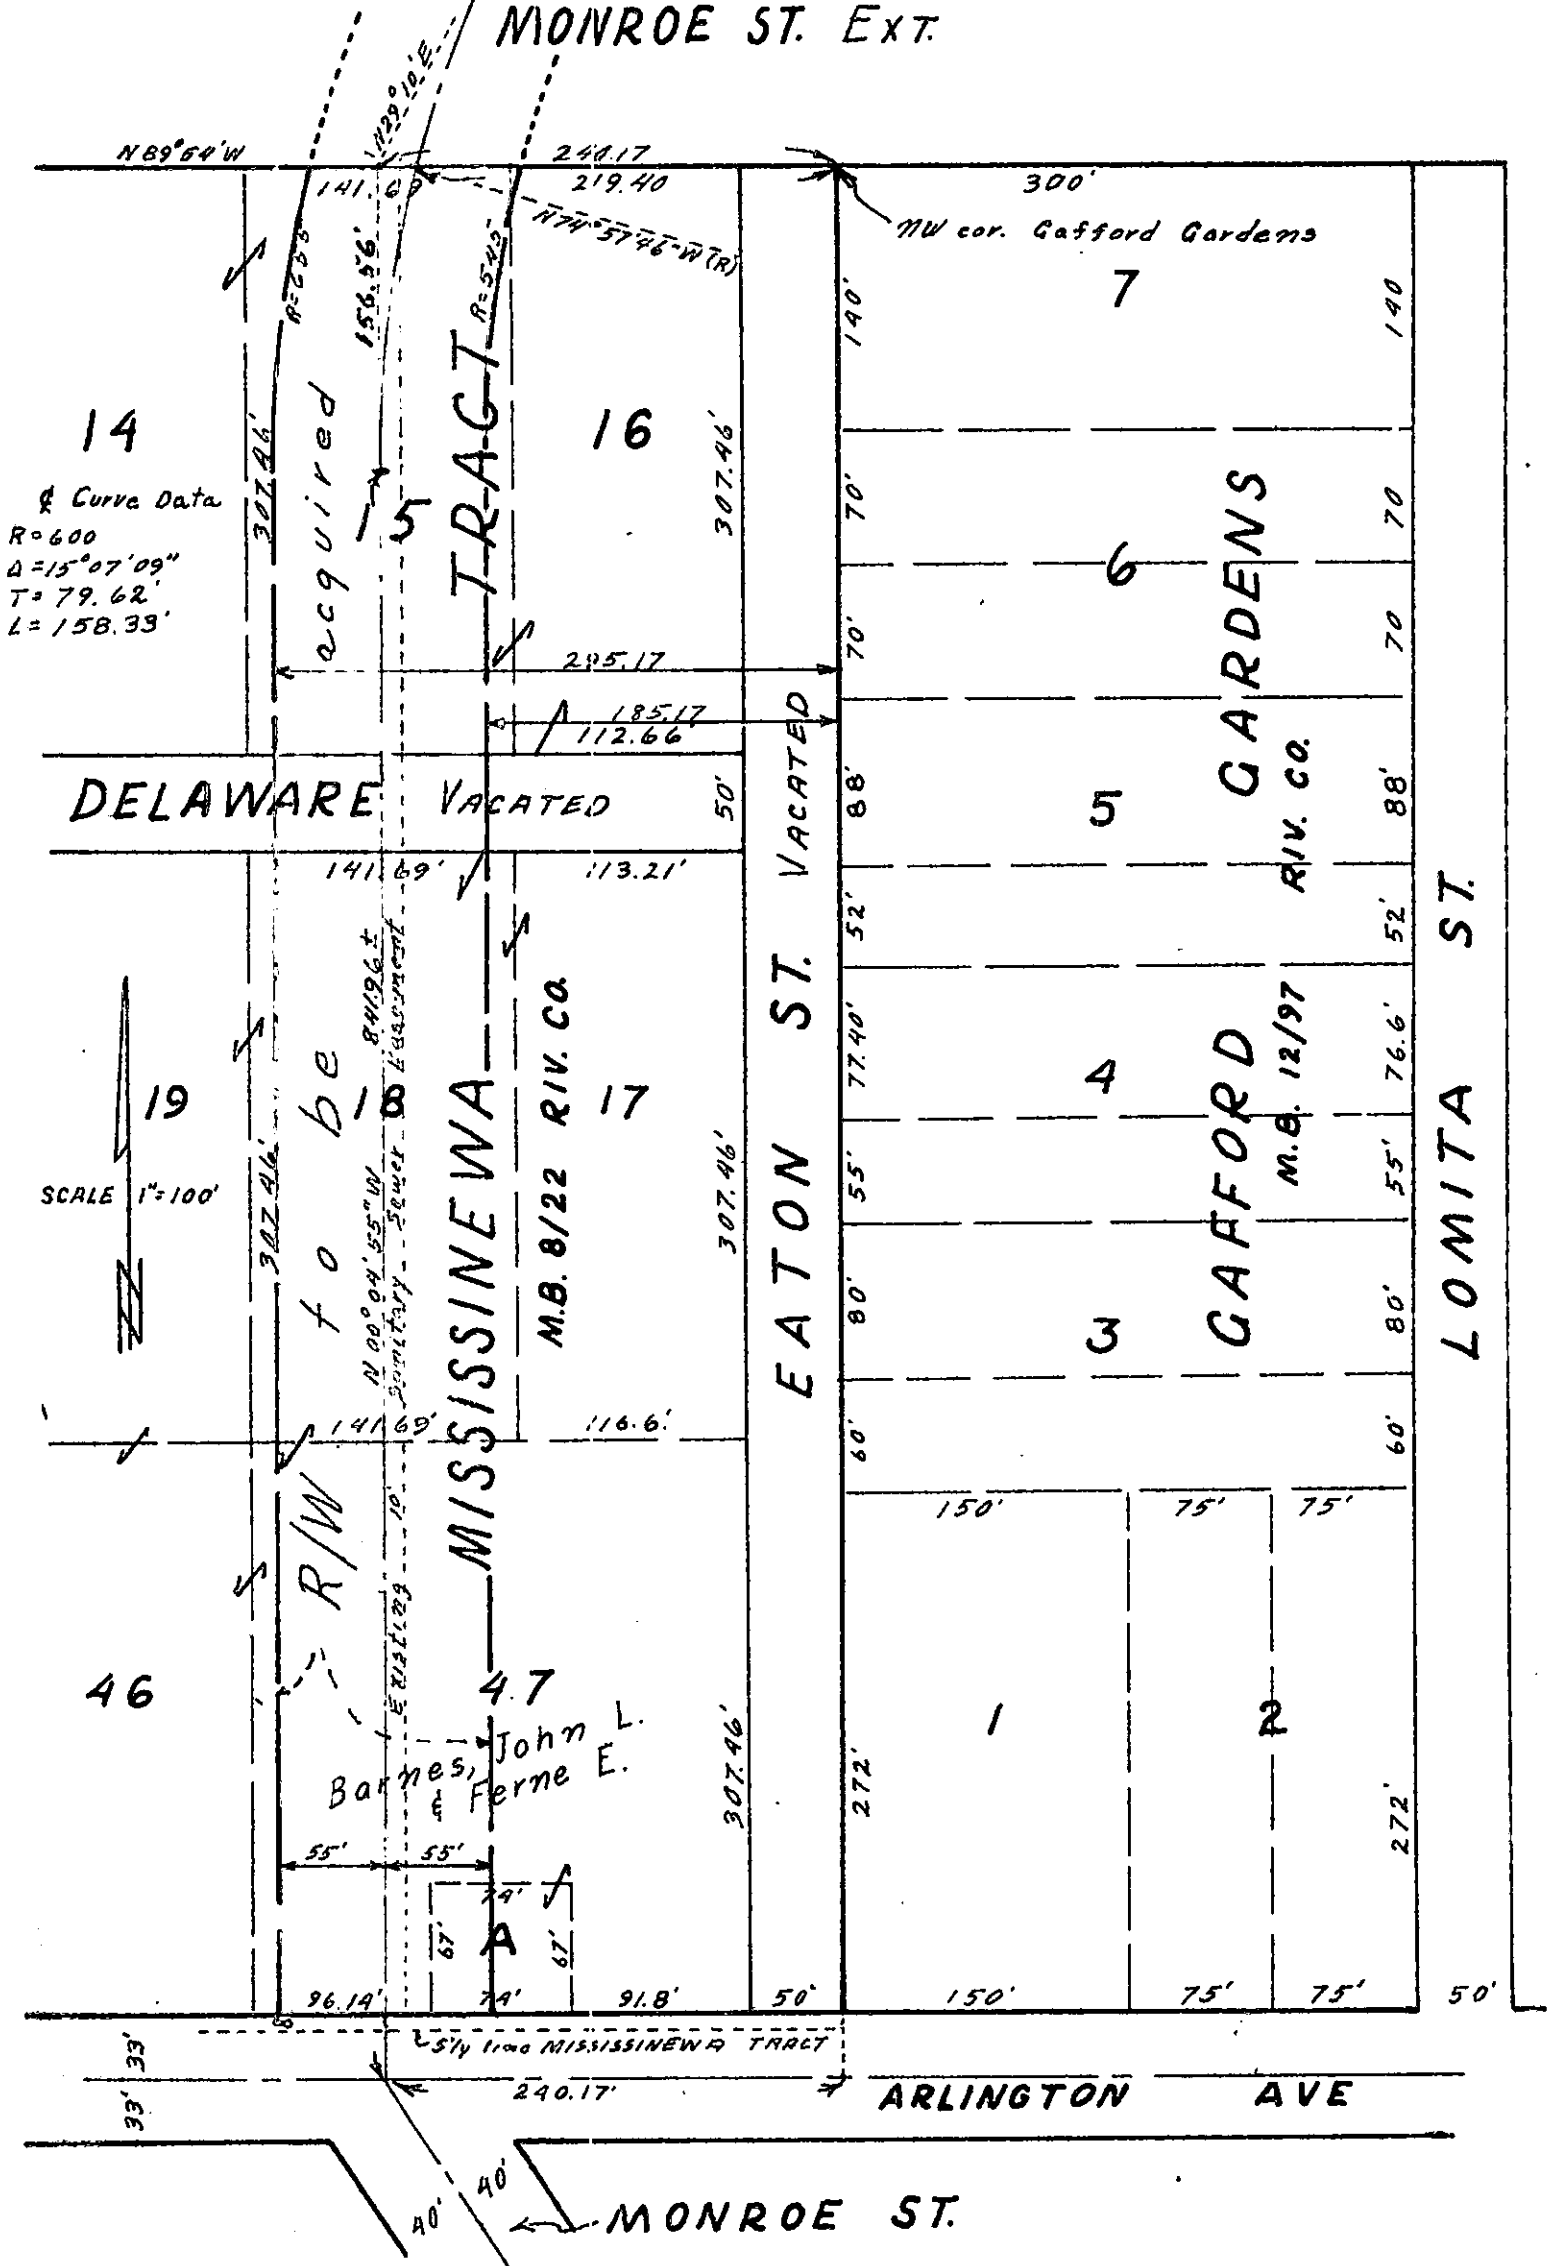 MONROE ST. EXT.
N29°10'E
N89°54'W
240.17
141.69
219.40
300'
N74°57'46"W(R)
NW cor. Gafford Gardens
R=655'
156.56'
R=545'
7
140'
140
14
acquired
TRACT
16
307.46'
307.46'
15
₵ Curve Data
R=600
Δ=15°07'09"
T=79.62'
L=158.33'
70'
70
6
70'
70
295.17
185.17
112.66'
DELAWARE VACATED
50'
88'
5
88'
141.69'
113.21'
52'
52'
GAFFORD GARDENS
M.B. 12/97 RIV. CO.
LOMITA ST.
EATON ST. VACATED
841.96±
N00°04'55"W
Existing 10' Sanitary Sewer Easement
MISSISSINEWA
M.B. 8/22 RIV. CO.
19
to be
18
17
77.40'
4
76.6'
SCALE 1"=100'
307.46'
307.46'
55'
55'
80'
3
80'
141.69'
116.6'
60'
60'
150'
75'
75'
R/W
46
47
1
2
John L.
Barnes,
& Ferne E.
307.46'
272'
272'
55'
55'
74'
67'
A
67'
96.14'
74'
91.8'
50'
150'
75'
75'
50'
S'ly line MISSISSINEWA TRACT
33'
33'
240.17'
ARLINGTON AVE
40'
40'
MONROE ST.